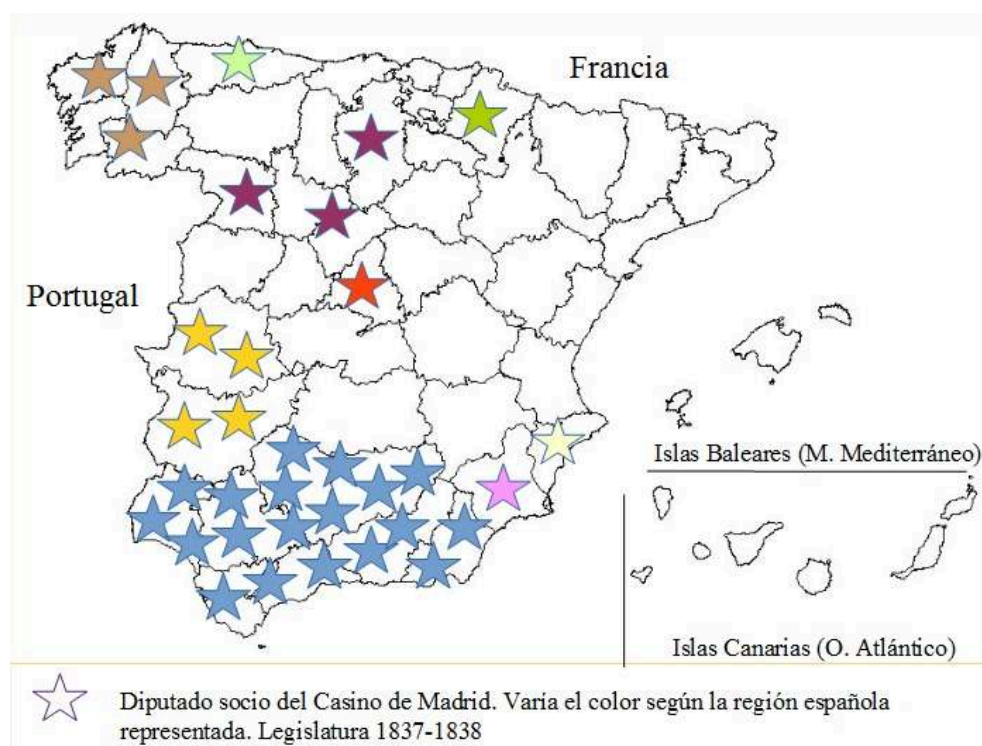 Francia
Portugal
Islas Baleares (M. Mediterráneo)
Islas Canarias (O. Atlántico)
Diputado socio del Casino de Madrid. Varía el color según la región española
representada. Legislatura 1837-1838